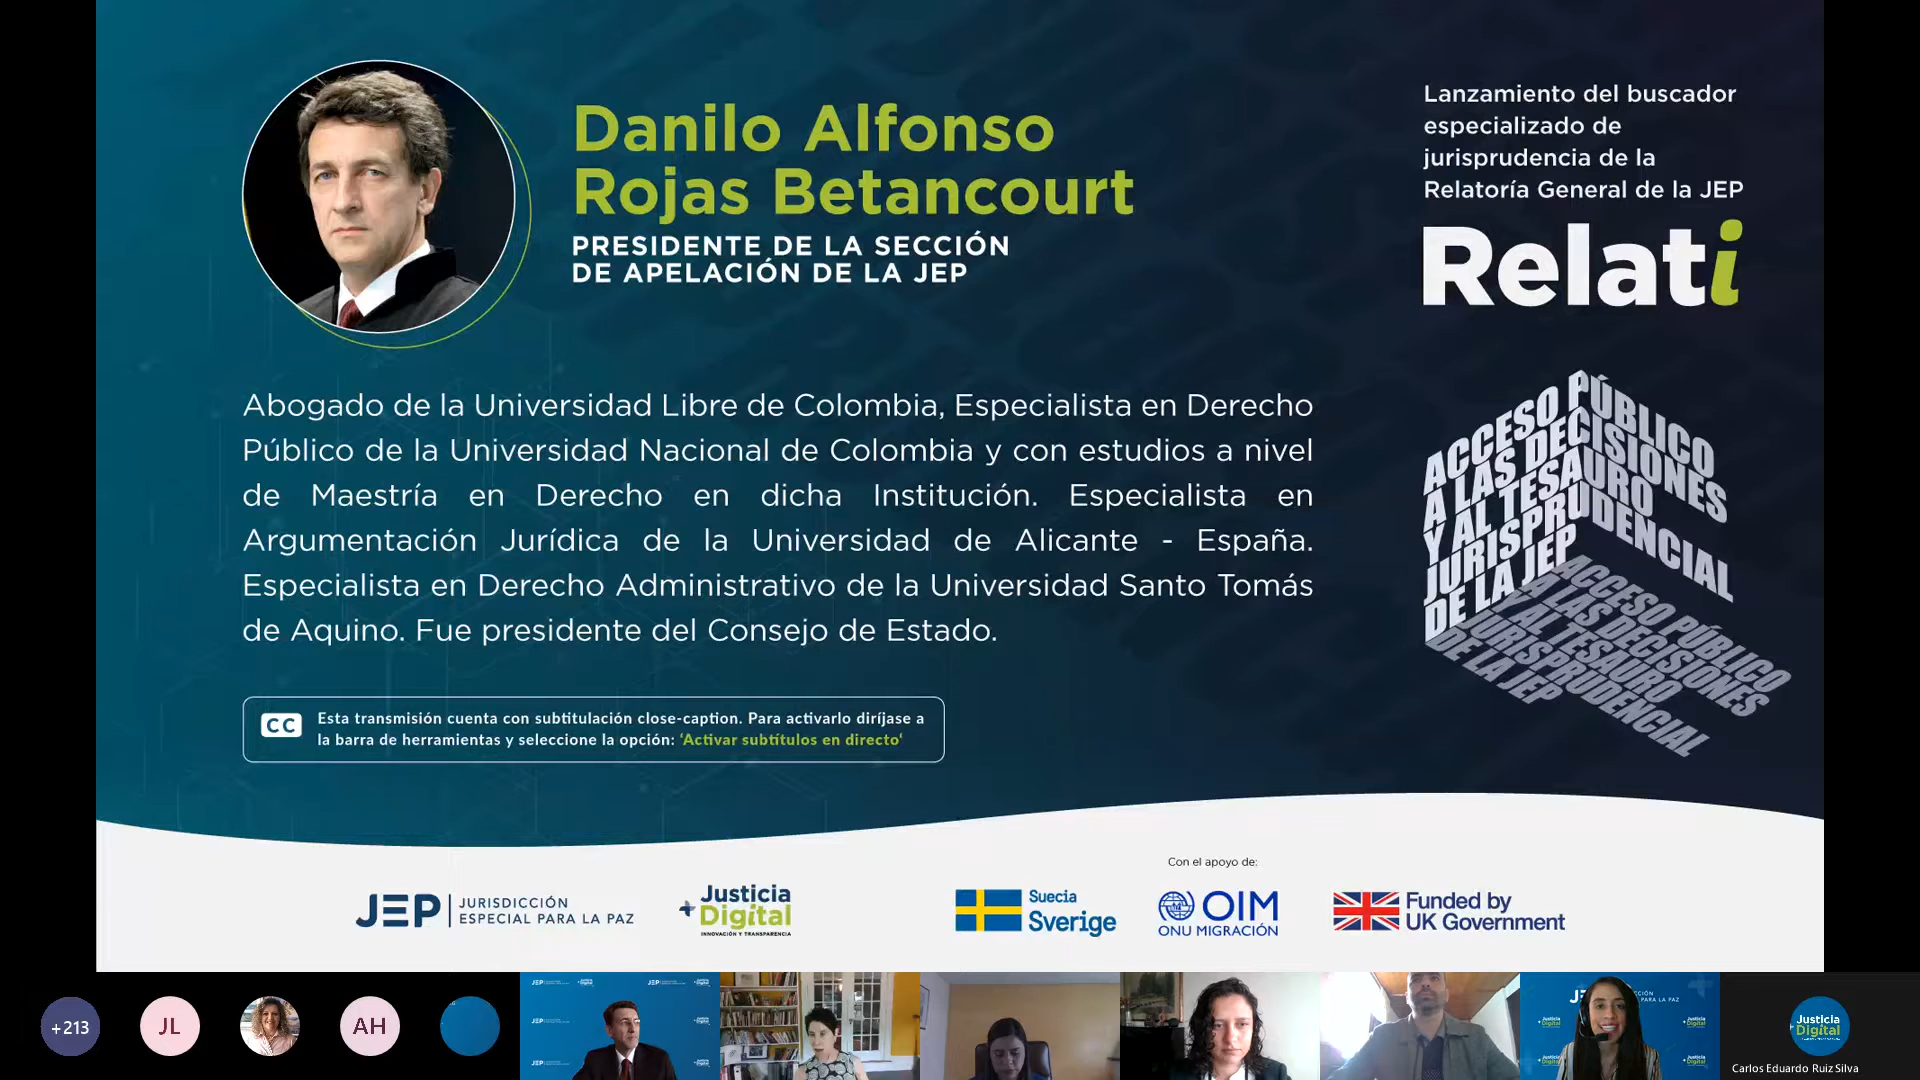 Danilo Alfonso
Rojas Betancourt
PRESIDENTE DE LA SECCIÓN
DE APELACIÓN DE LA JEP
Lanzamiento del buscador
especializado de
jurisprudencia de la
Relatoría General de la JEP
Relati
ACCESO PÚBLICO
A LAS DECISIONES
Y AL TESAURO
JURISPRUDENCIAL
DE LA JEP
ACCESO PÚBLICO
A LAS DECISIONES
Y AL TESAURO
JURISPRUDENCIAL
DE LA JEP
Abogado de la Universidad Libre de Colombia, Especialista en Derecho
Público de la Universidad Nacional de Colombia y con estudios a nivel
de Maestría en Derecho en dicha Institución. Especialista en
Argumentación Jurídica de la Universidad de Alicante - España.
Especialista en Derecho Administrativo de la Universidad Santo Tomás
de Aquino. Fue presidente del Consejo de Estado.
CC
Esta transmisión cuenta con subtitulación close-caption. Para activarlo diríjase a
la barra de herramientas y seleccione la opción: ‘Activar subtítulos en directo‘
Con el apoyo de:
JEP JURISDICCIÓN
ESPECIAL PARA LA PAZ
+Justicia
Digital
INNOVACIÓN Y TRANSPARENCIA
Suecia
Sverige
OIM
ONU MIGRACIÓN
Funded by
UK Government
+213
JL
AH
JEP
JEP
JEP
JEP
PARA LA PAZ
Justicia
Digital
Carlos Eduardo Ruiz Silva